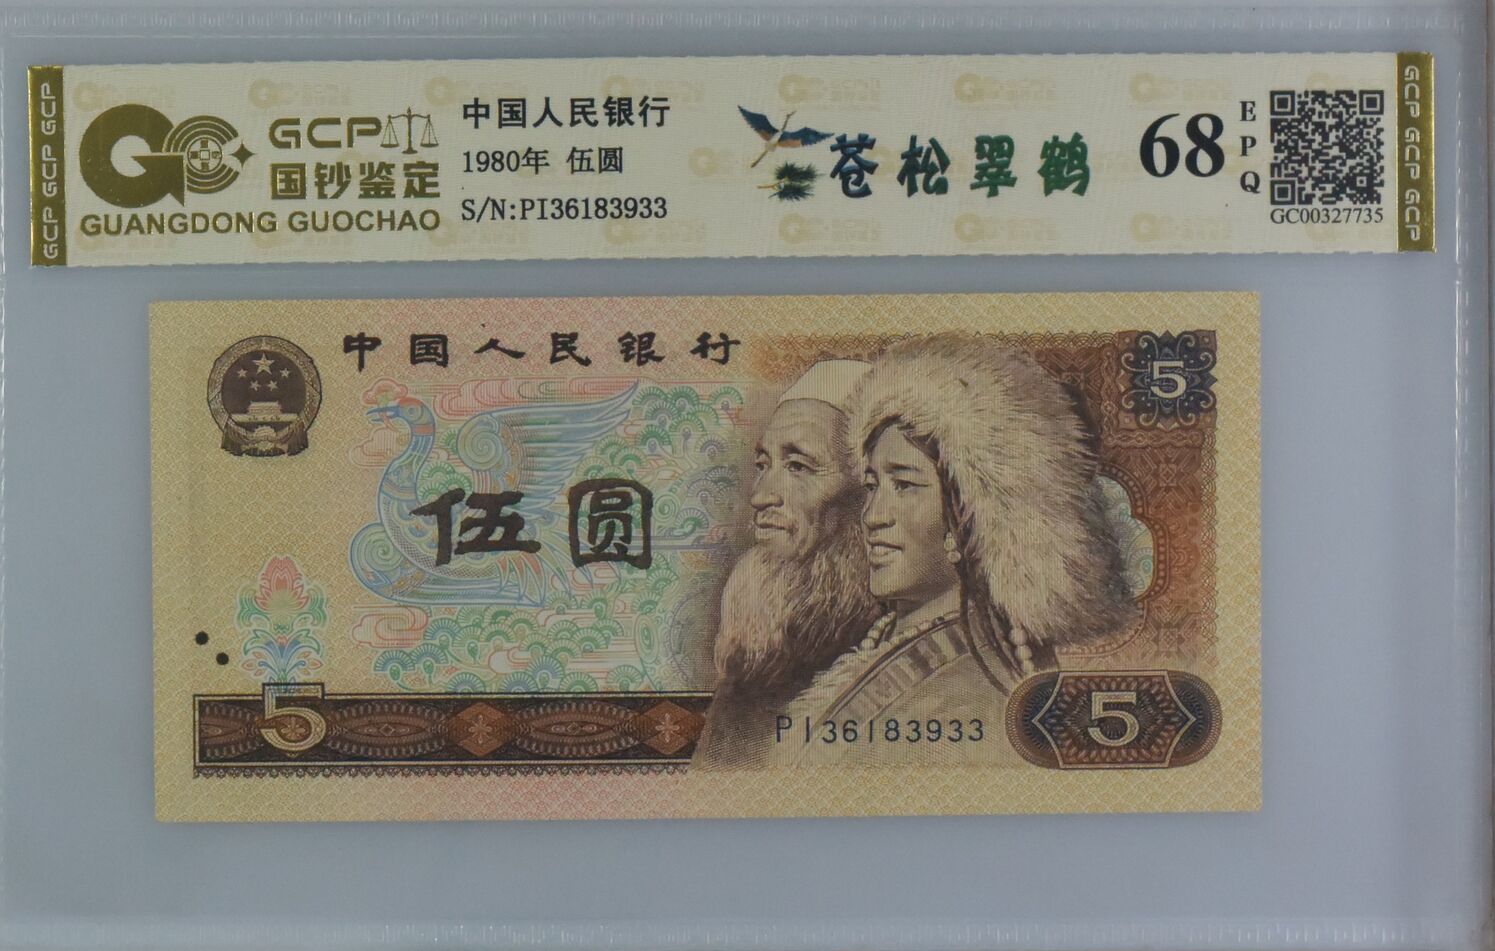 GCP GCP GCP
GCP
国钞鉴定
GUANGDONG GUOCHAO
中国人民银行
1980年 伍圆
S/N:PI36183933
苍松翠鹤
68
EPQ
GC00327735
GCP GCP GCP
中国人民银行
5
伍圆
5
PI36183933
5